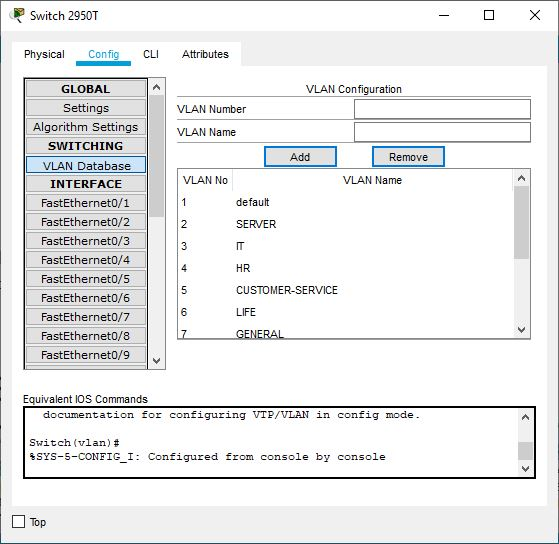 Switch 2950T
Physical Config CLI Attributes
GLOBAL
Settings
Algorithm Settings
SWITCHING
VLAN Database
INTERFACE
FastEthernet0/1
FastEthernet0/2
FastEthernet0/3
FastEthernet0/4
FastEthernet0/5
FastEthernet0/6
FastEthernet0/7
FastEthernet0/8
FastEthernet0/9
VLAN Configuration
VLAN Number
VLAN Name
Add Remove
VLAN No VLAN Name
1 default
2 SERVER
3 IT
4 HR
5 CUSTOMER-SERVICE
6 LIFE
7 GENERAL
Equivalent IOS Commands
documentation for configuring VTP/VLAN in config mode.
Switch(vlan)#
%SYS-5-CONFIG_I: Configured from console by console
Top